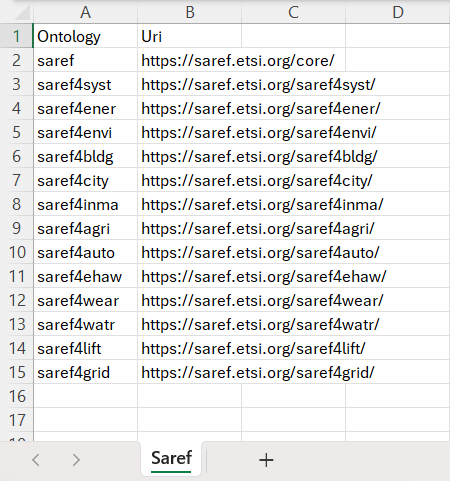 A B C D
1 Ontology Uri
2 saref https://saref.etsi.org/core/
3 saref4syst https://saref.etsi.org/saref4syst/
4 saref4ener https://saref.etsi.org/saref4ener/
5 saref4envi https://saref.etsi.org/saref4envi/
6 saref4bldg https://saref.etsi.org/saref4bldg/
7 saref4city https://saref.etsi.org/saref4city/
8 saref4inma https://saref.etsi.org/saref4inma/
9 saref4agri https://saref.etsi.org/saref4agri/
10 saref4auto https://saref.etsi.org/saref4auto/
11 saref4ehaw https://saref.etsi.org/saref4ehaw/
12 saref4wear https://saref.etsi.org/saref4wear/
13 saref4watr https://saref.etsi.org/saref4watr/
14 saref4lift https://saref.etsi.org/saref4lift/
15 saref4grid https://saref.etsi.org/saref4grid/
16
17
Saref